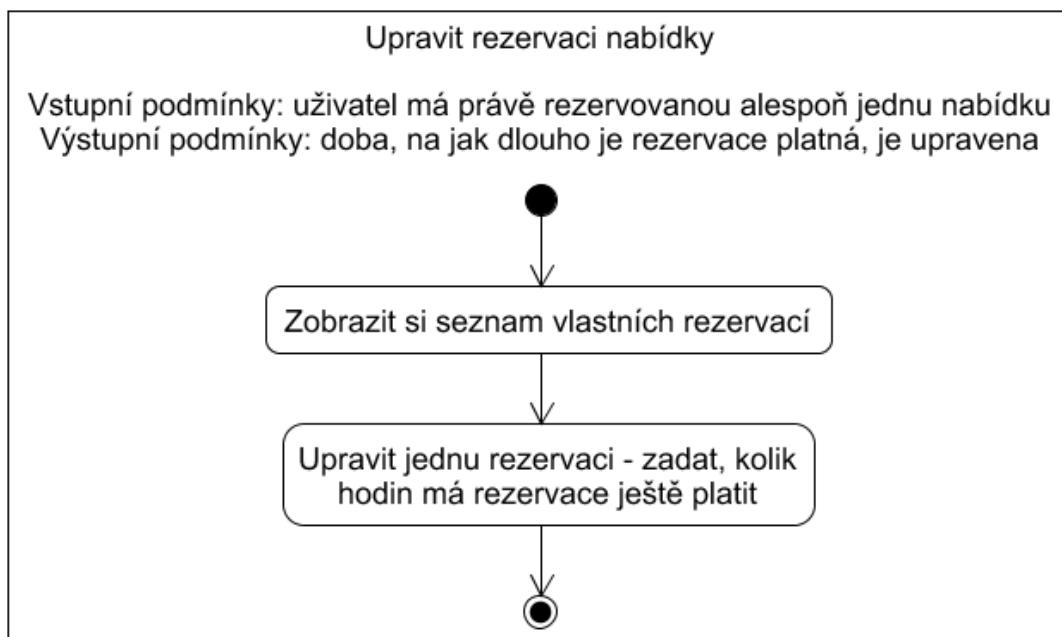 Upravit rezervaci nabídky
Vstupní podmínky: uživatel má právě rezervovanou alespoň jednu nabídku
Výstupní podmínky: doba, na jak dlouho je rezervace platná, je upravena
Zobrazit si seznam vlastních rezervací
Upravit jednu rezervaci - zadat, kolik
hodin má rezervace ještě platit